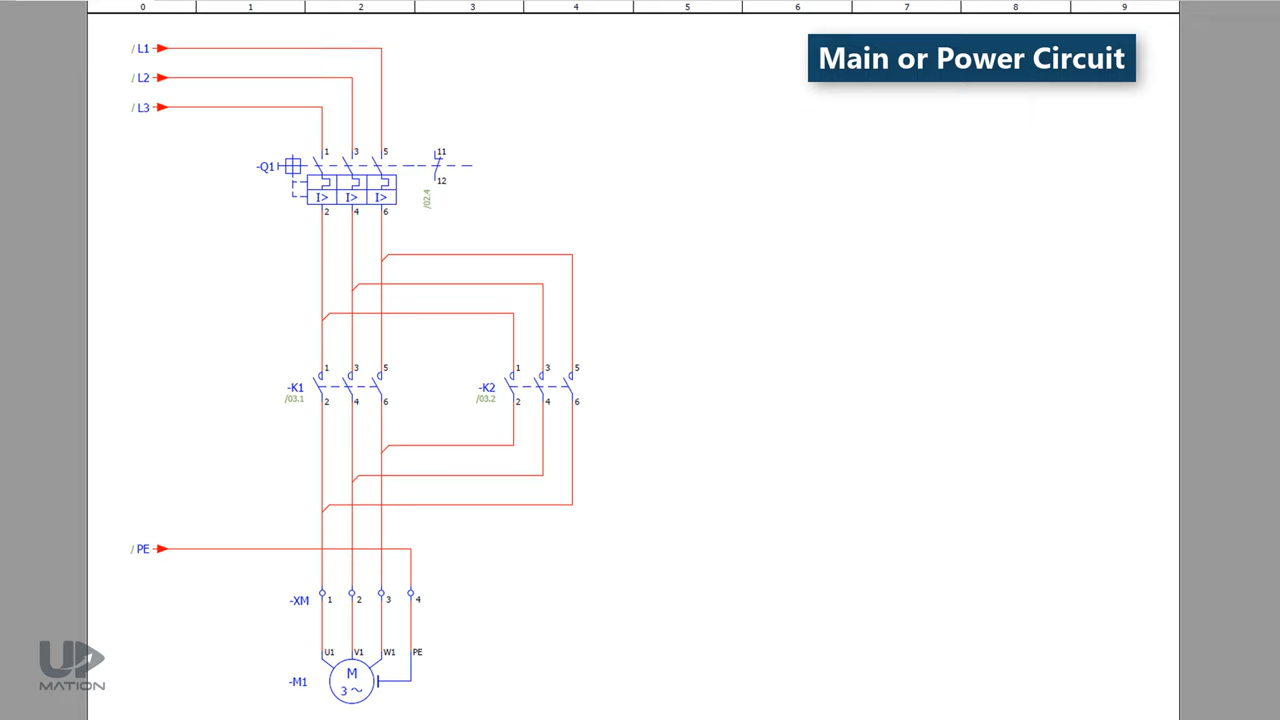 0 1 2 3 4 5 6 7 8 9
Main or Power Circuit
/ L1
/ L2
/ L3
1 3 5 11
-Q1
12
I> I> I>
/02.4
2 4 6
1 3 5 1 3 5
-K1 -K2
/03.1 /03.2
2 4 6 2 4 6
/ PE
-XM 1 2 3 4
U1 V1 W1 PE
M
3 ~
-M1
UP
MATION